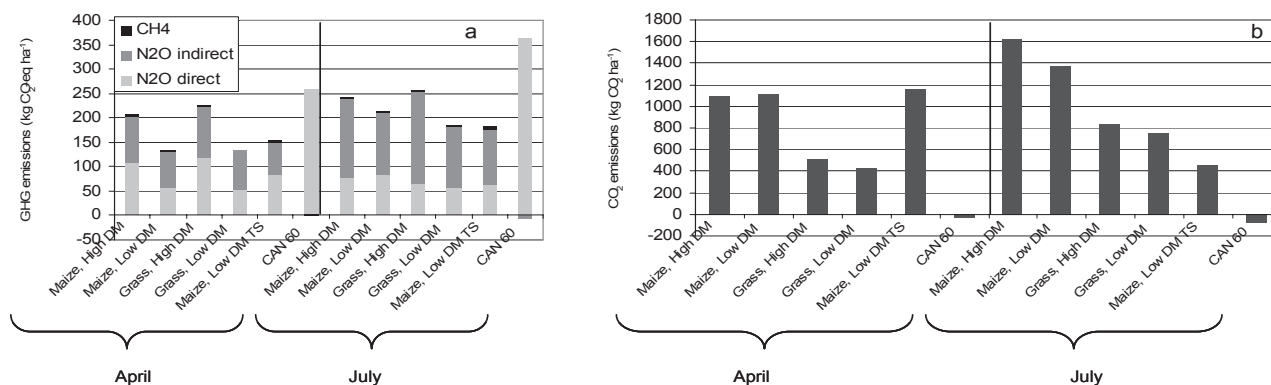 a
GHG emissions (kg CO2-eq ha-1)
400
350
300
250
200
150
100
50
0
-50
CH4
N2O indirect
N2O direct
Maize, High DM
Maize, Low DM
Grass, High DM
Grass, Low DM
Maize, Low DM TS
CAN 60
Maize, High DM
Maize, Low DM
Grass, High DM
Grass, Low DM
Maize, Low DM TS
CAN 60
April
July
b
CO2 emissions (kg CO2 ha-1)
1800
1600
1400
1200
1000
800
600
400
200
0
-200
Maize, High DM
Maize, Low DM
Grass, High DM
Grass, Low DM
Maize, Low DM TS
CAN 60
Maize, High DM
Maize, Low DM
Grass, High DM
Grass, Low DM
Maize, Low DM TS
CAN 60
April
July